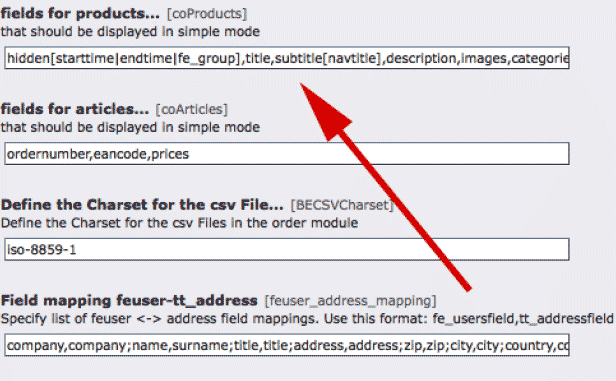 fields for products... [coProducts]
that should be displayed in simple mode
hidden[starttime|endtime|fe_group],title,subtitle[navtitle],description,images,categorie
fields for articles... [coArticles]
that should be displayed in simple mode
ordernumber,eancode,prices
Define the Charset for the csv File... [BECSVCharset]
Define the Charset for the csv Files in the order module
iso-8859-1
Field mapping feuser-tt_address [feuser_address_mapping]
Specify list of feuser <-> address field mappings. Use this format: fe_usersfield,tt_addressfield
company,company;name,surname;title,title;address,address;zip,zip;city,city;country,co